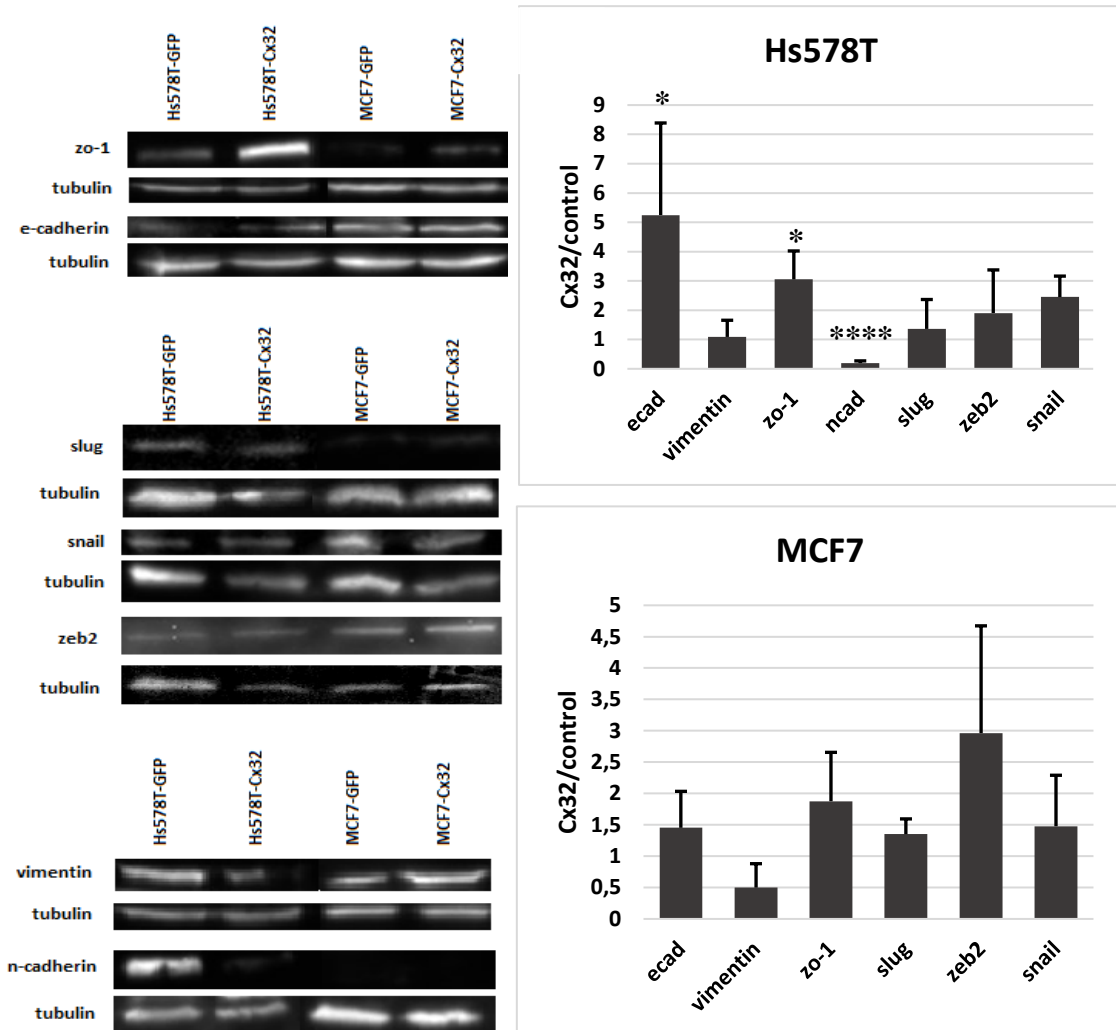 Hs578T-GFP
Hs578T-Cx32
MCF7-GFP
MCF7-Cx32
zo-1
tubulin
e-cadherin
tubulin
Hs578T-GFP
Hs578T-Cx32
MCF7-GFP
MCF7-Cx32
slug
tubulin
snail
tubulin
zeb2
tubulin
Hs578T-GFP
Hs578T-Cx32
MCF7-GFP
MCF7-Cx32
vimentin
tubulin
n-cadherin
tubulin
Hs578T
Cx32/control
9
8
7
6
5
4
3
2
1
0
*
*
****
ecad
vimentin
zo-1
ncad
slug
zeb2
snail
MCF7
Cx32/control
5
4,5
4
3,5
3
2,5
2
1,5
1
0,5
0
ecad
vimentin
zo-1
slug
zeb2
snail